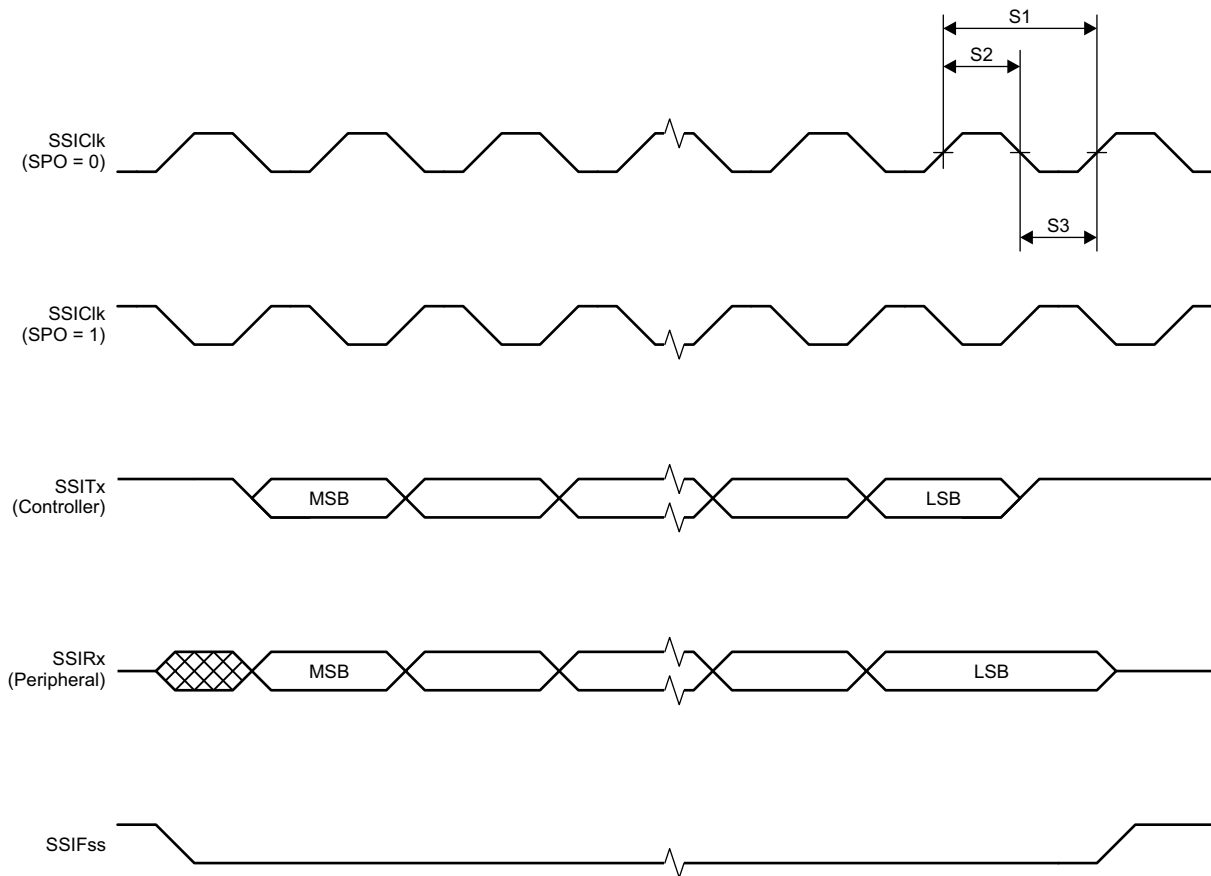 S1
S2
SSIClk
(SPO = 0)
S3
SSIClk
(SPO = 1)
SSITx
(Controller)
MSB
LSB
SSIRx
(Peripheral)
MSB
LSB
SSIFss